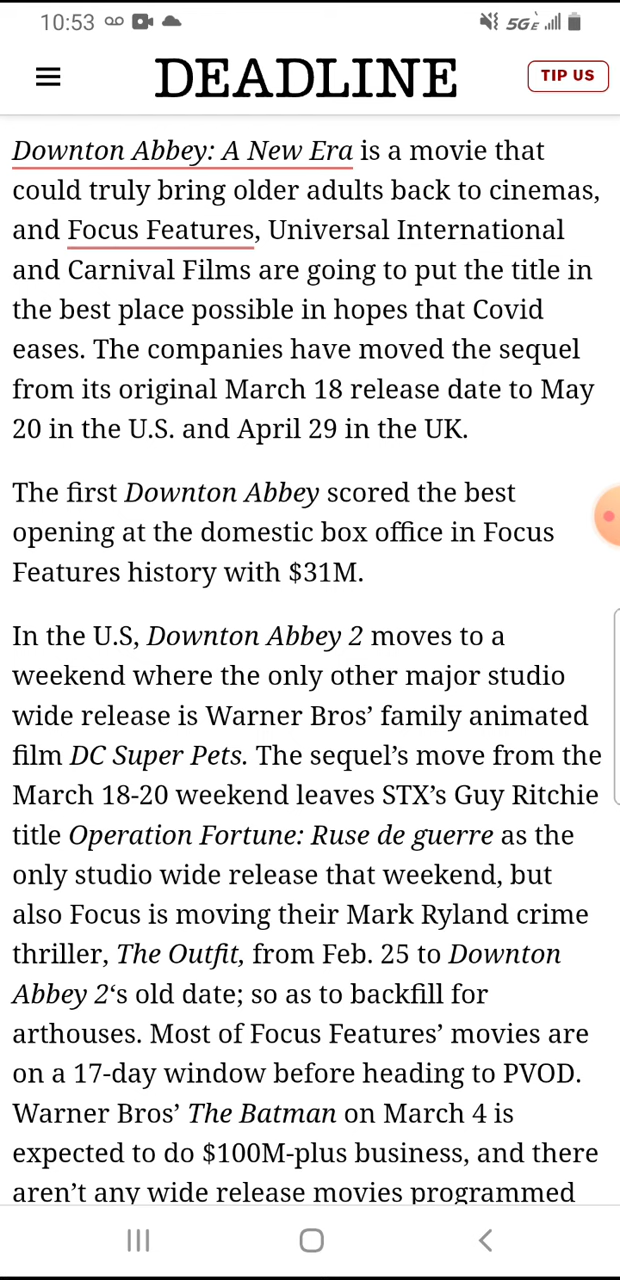 10:53
5GE
DEADLINE
TIP US
Downton Abbey: A New Era is a movie that
could truly bring older adults back to cinemas,
and Focus Features, Universal International
and Carnival Films are going to put the title in
the best place possible in hopes that Covid
eases. The companies have moved the sequel
from its original March 18 release date to May
20 in the U.S. and April 29 in the UK.
The first Downton Abbey scored the best
opening at the domestic box office in Focus
Features history with $31M.
In the U.S, Downton Abbey 2 moves to a
weekend where the only other major studio
wide release is Warner Bros’ family animated
film DC Super Pets. The sequel’s move from the
March 18-20 weekend leaves STX’s Guy Ritchie
title Operation Fortune: Ruse de guerre as the
only studio wide release that weekend, but
also Focus is moving their Mark Ryland crime
thriller, The Outfit, from Feb. 25 to Downton
Abbey 2‘s old date; so as to backfill for
arthouses. Most of Focus Features’ movies are
on a 17-day window before heading to PVOD.
Warner Bros’ The Batman on March 4 is
expected to do $100M-plus business, and there
aren’t any wide release movies programmed